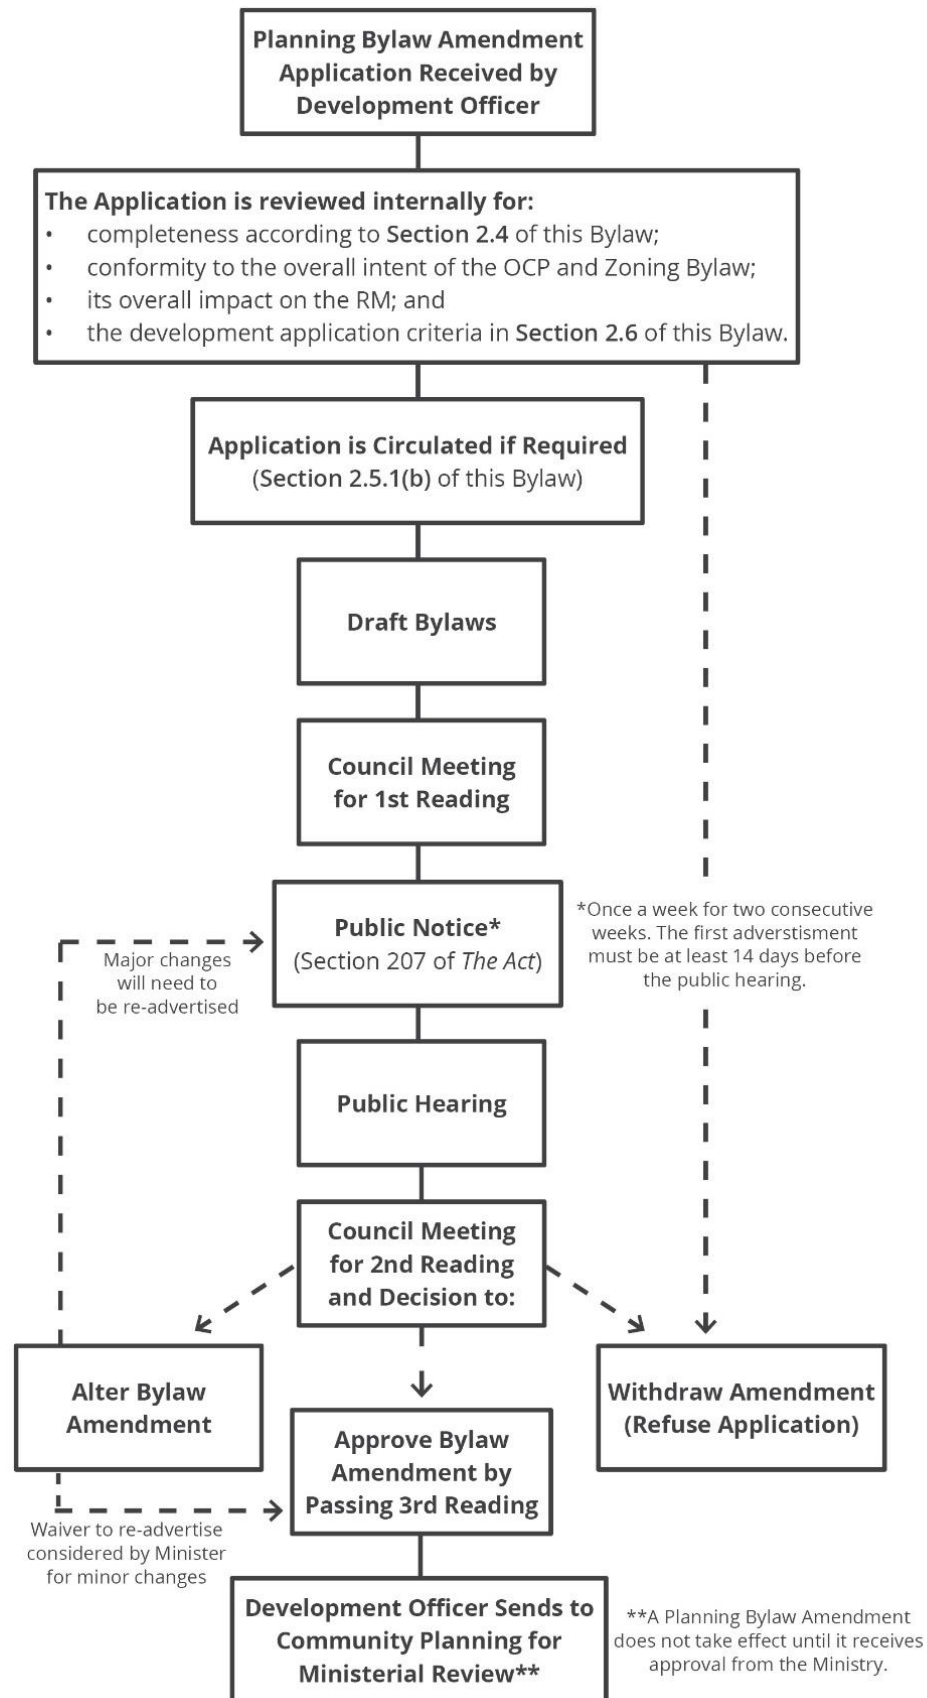 Planning Bylaw Amendment
Application Received by
Development Officer
The Application is reviewed internally for:
• completeness according to Section 2.4 of this Bylaw;
• conformity to the overall intent of the OCP and Zoning Bylaw;
• its overall impact on the RM; and
• the development application criteria in Section 2.6 of this Bylaw.
Application is Circulated if Required
(Section 2.5.1(b) of this Bylaw)
Draft Bylaws
Council Meeting
for 1st Reading
Public Notice*
(Section 207 of The Act)
*Once a week for two consecutive
weeks. The first adverstisment
must be at least 14 days before
the public hearing.
Major changes
will need to
be re-advertised
Public Hearing
Council Meeting
for 2nd Reading
and Decision to:
Alter Bylaw
Amendment
Withdraw Amendment
(Refuse Application)
Approve Bylaw
Amendment by
Passing 3rd Reading
Waiver to re-advertise
considered by Minister
for minor changes
Development Officer Sends to
Community Planning for
Ministerial Review**
**A Planning Bylaw Amendment
does not take effect until it receives
approval from the Ministry.